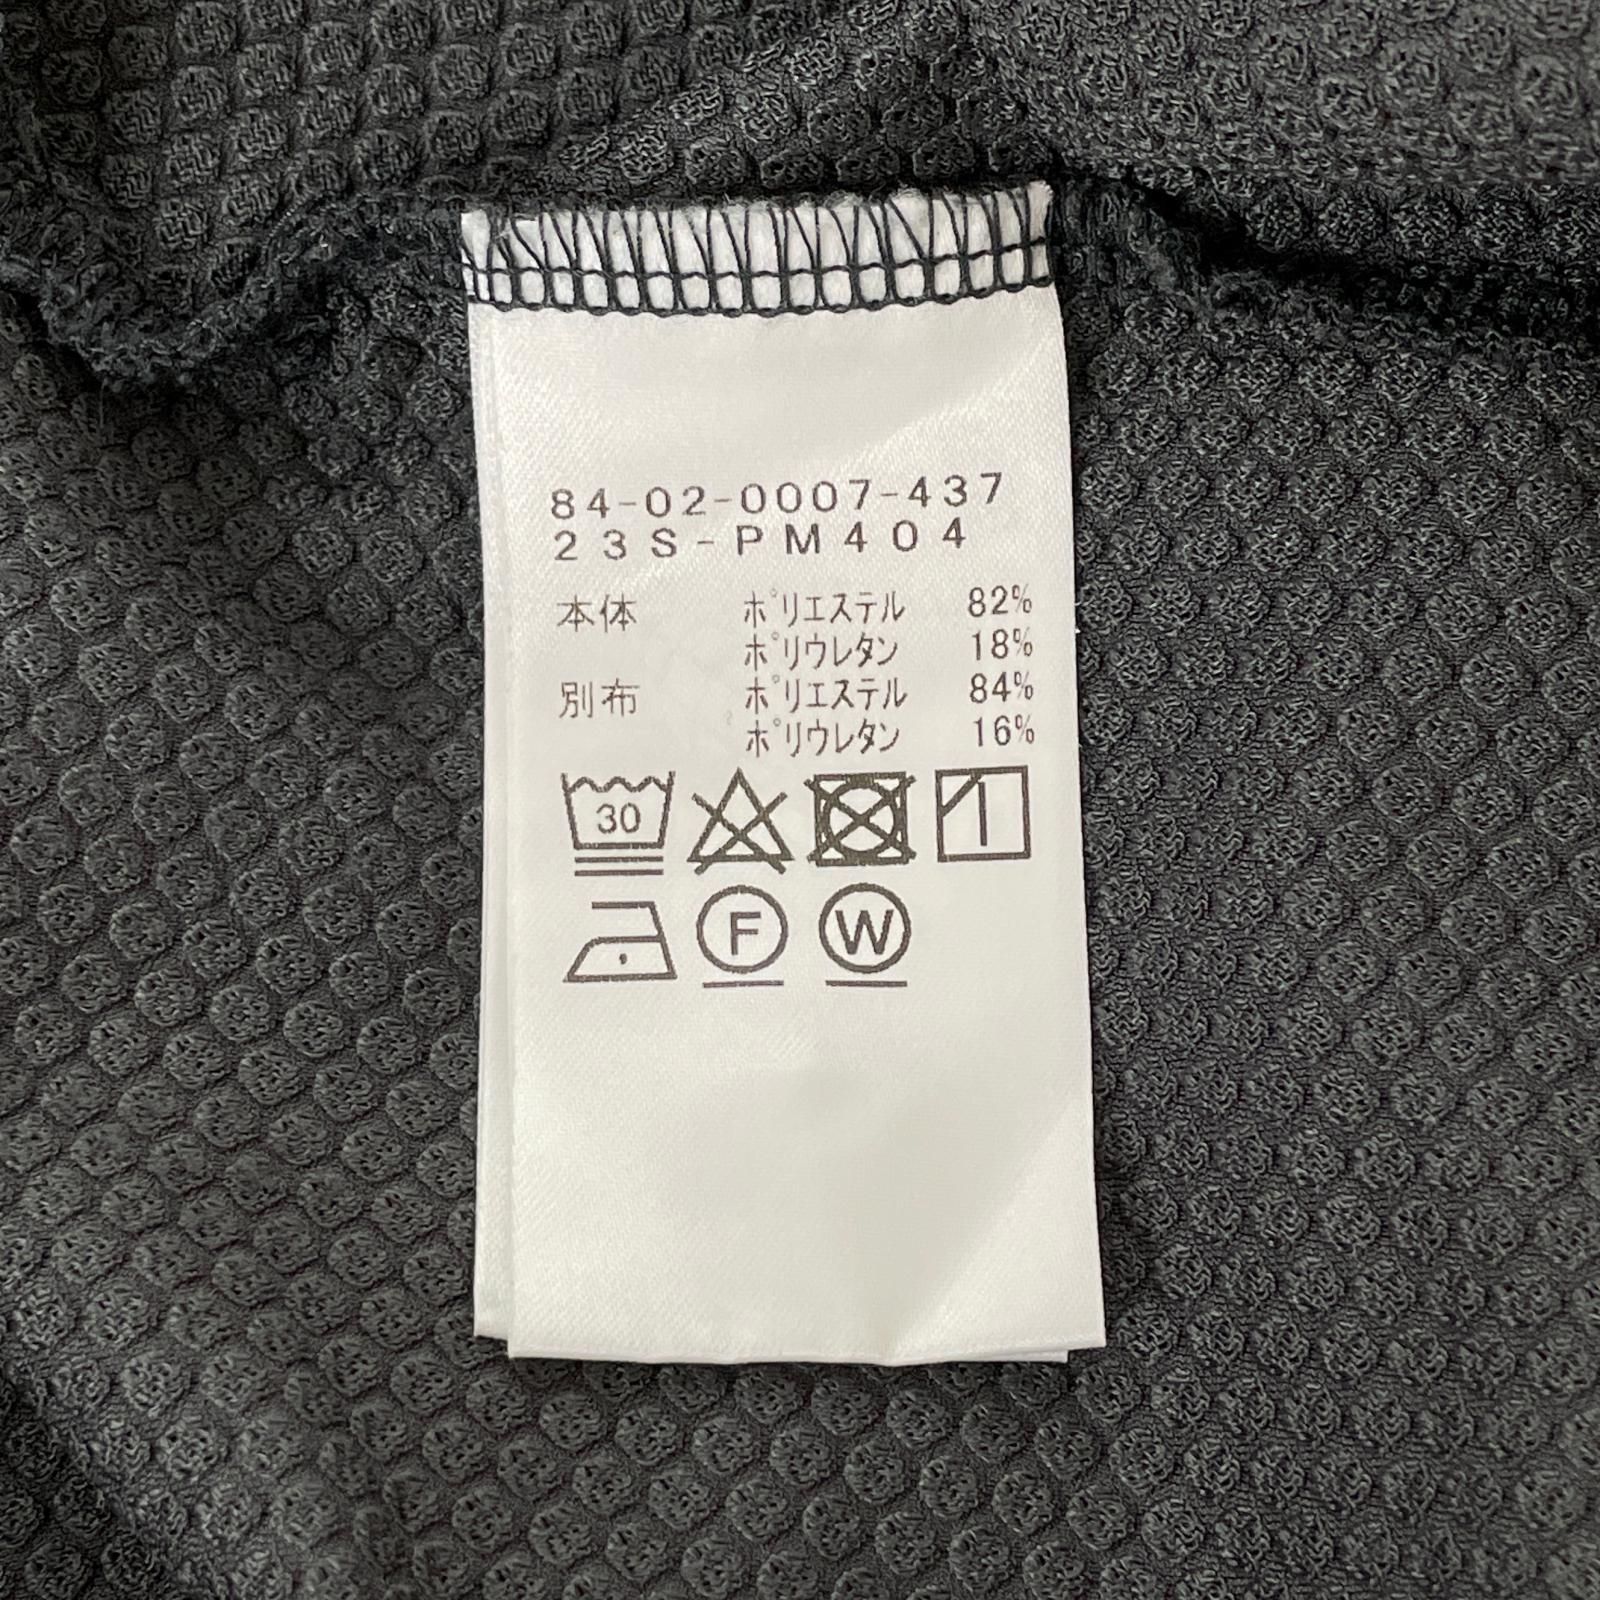 84-02-0007-437
23S-PM404
本体 ポリエステル 82%
ポリウレタン 18%
別布 ポリエステル 84%
ポリウレタン 16%
30
F W